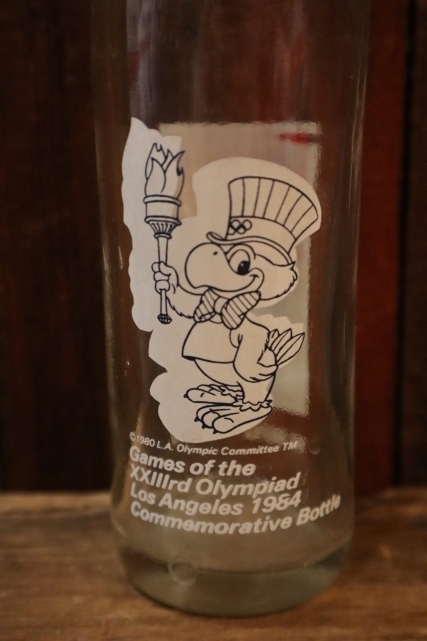 © 1980 L.A. Olympic Committee TM
Games of the
XXIIIrd Olympiad
Los Angeles 1984
Commemorative Bottle